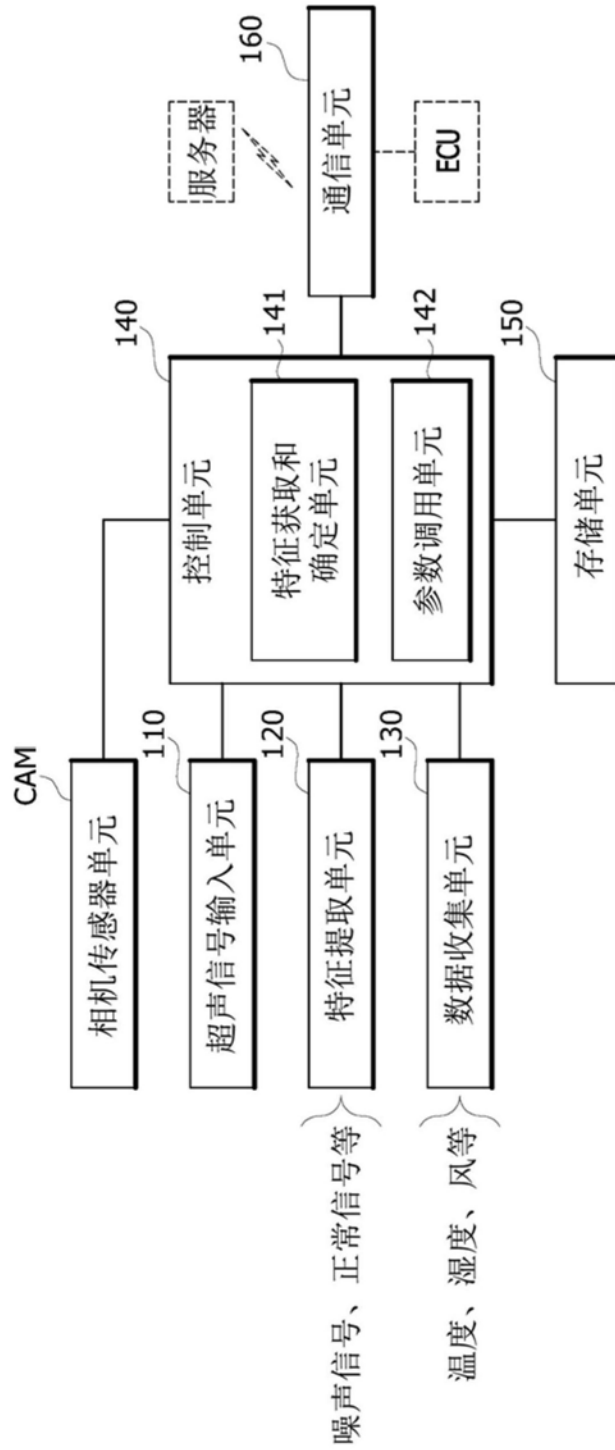 CAM
相机传感器单元
110
超声信号输入单元
噪声信号、正常信号等
120
特征提取单元
温度、湿度、风等
130
数据收集单元
140
控制单元
141
特征获取和
确定单元
142
参数调用单元
150
存储单元
服务器
160
通信单元
ECU